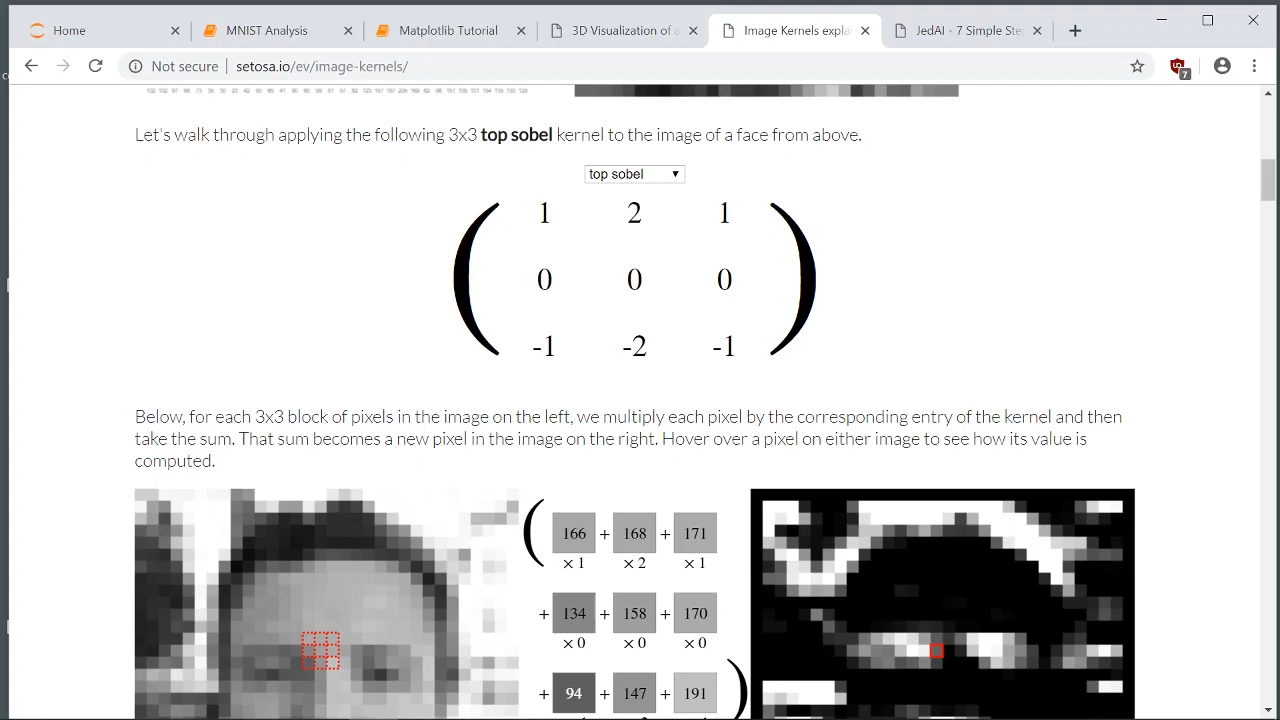 Home
MNIST Analysis
Matplotlib Tutorial
3D Visualization of a
Image Kernels expla
JedAI - 7 Simple Ste
Not secure | setosa.io/ev/image-kernels/
7
Let's walk through applying the following 3x3 top sobel kernel to the image of a face from above.
top sobel
1 2 1
0 0 0
-1 -2 -1
Below, for each 3x3 block of pixels in the image on the left, we multiply each pixel by the corresponding entry of the kernel and then
take the sum. That sum becomes a new pixel in the image on the right. Hover over a pixel on either image to see how its value is
computed.
( 166 + 168 + 171
×1 ×2 ×1
+ 134 + 158 + 170
×0 ×0 ×0
+ 94 + 147 + 191 )